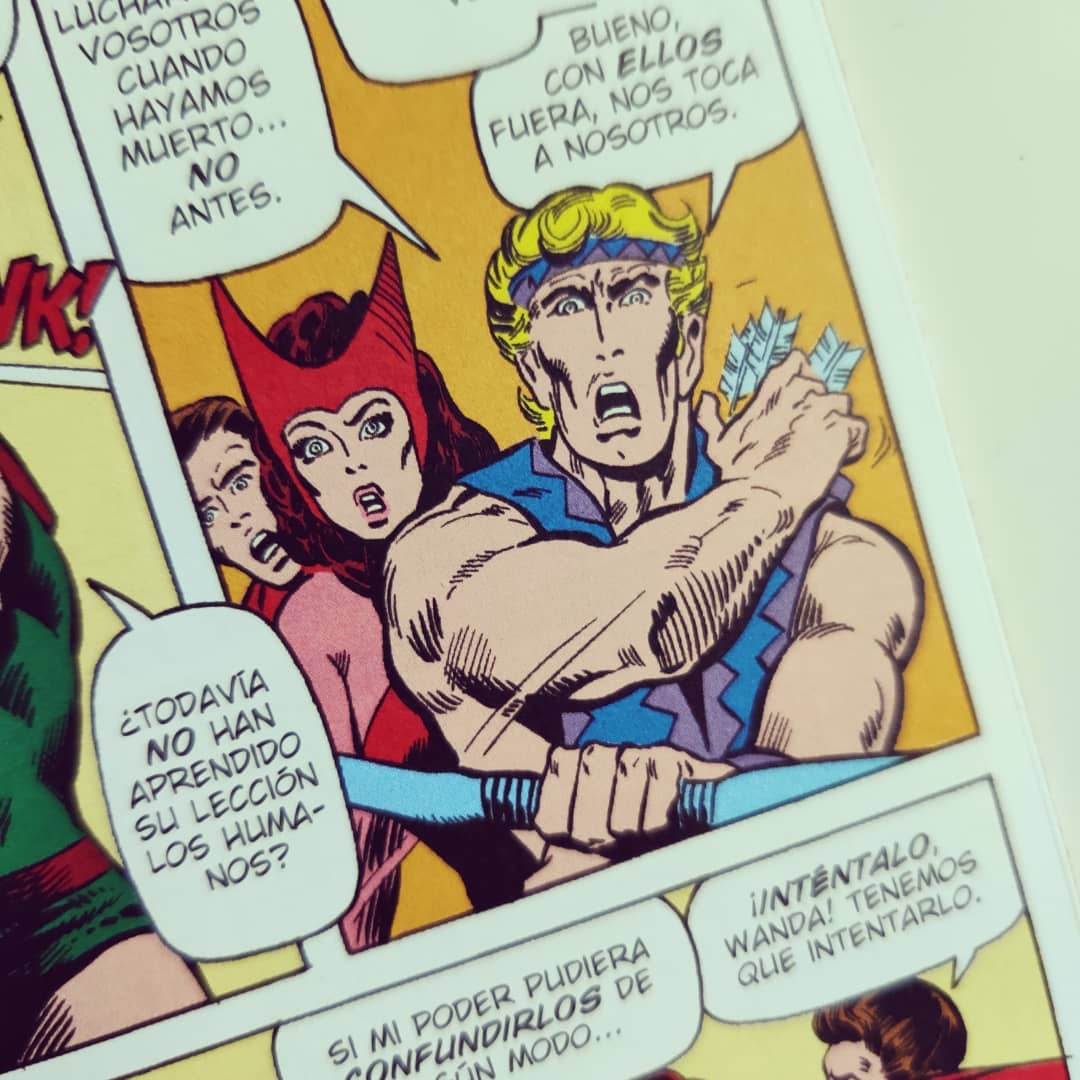 VOSOTROS
CUANDO
HAYAMOS
MUERTO...
NO
ANTES.
BUENO,
CON ELLOS
FUERA, NOS TOCA
A NOSOTROS.
¿TODAVÍA
NO HAN
APRENDIDO
SU LECCIÓN
LOS HUMA-
NOS?
SI MI PODER PUDIERA
CONFUNDIRLOS DE
MODO...
¡INTÉNTALO,
WANDA! TENEMOS
QUE INTENTARLO.